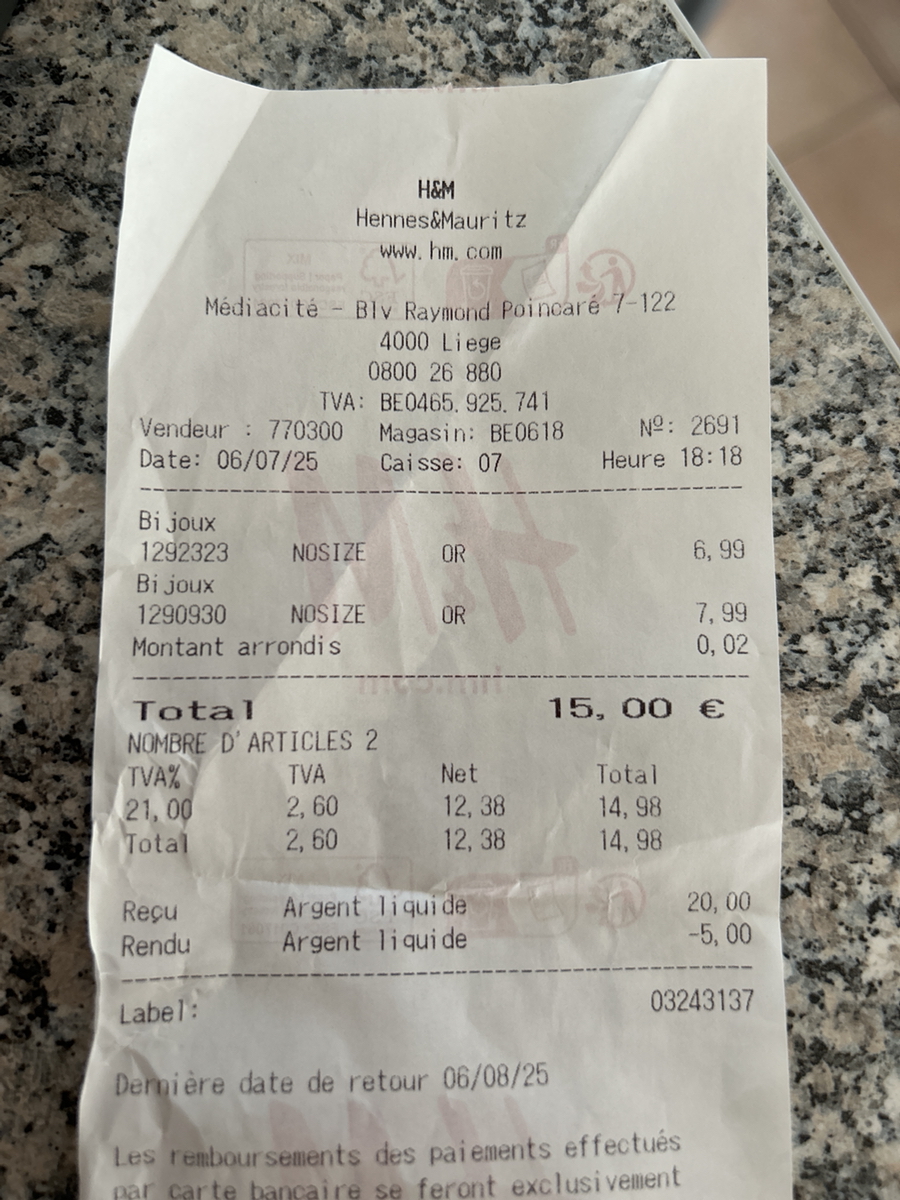 H&M
Hennes&Mauritz
www.hm.com
Médiacité - Blv Raymond Poincaré 7-122
4000 Liege
0800 26 880
TVA: BE0465.925.741
Vendeur : 770300 Magasin: BE0618 Nº: 2691
Date: 06/07/25 Caisse: 07 Heure 18:18
Bijoux
1292323 NOSIZE OR 6,99
Bijoux
1290930 NOSIZE OR 7,99
Montant arrondis 0,02
Total 15,00 €
NOMBRE D'ARTICLES 2
TVA% TVA Net Total
21,00 2,60 12,38 14,98
Total 2,60 12,38 14,98
Reçu Argent liquide 20,00
Rendu Argent liquide -5,00
Label: 03243137
Dernière date de retour 06/08/25
Les remboursements des paiements effectués
par carte bancaire se feront exclusivement